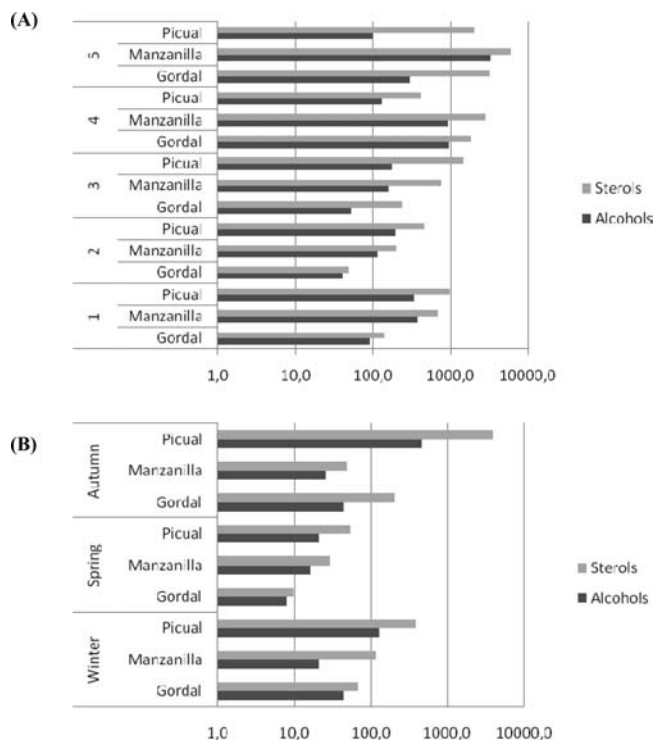 (A)
5
Picual
Manzanilla
Gordal
4
Picual
Manzanilla
Gordal
3
Picual
Manzanilla
Gordal
2
Picual
Manzanilla
Gordal
1
Picual
Manzanilla
Gordal
Sterols
Alcohols
1,0 10,0 100,0 1000,0 10000,0
(B)
Autumn
Picual
Manzanilla
Gordal
Spring
Picual
Manzanilla
Gordal
Winter
Picual
Manzanilla
Gordal
Sterols
Alcohols
1,0 10,0 100,0 1000,0 10000,0